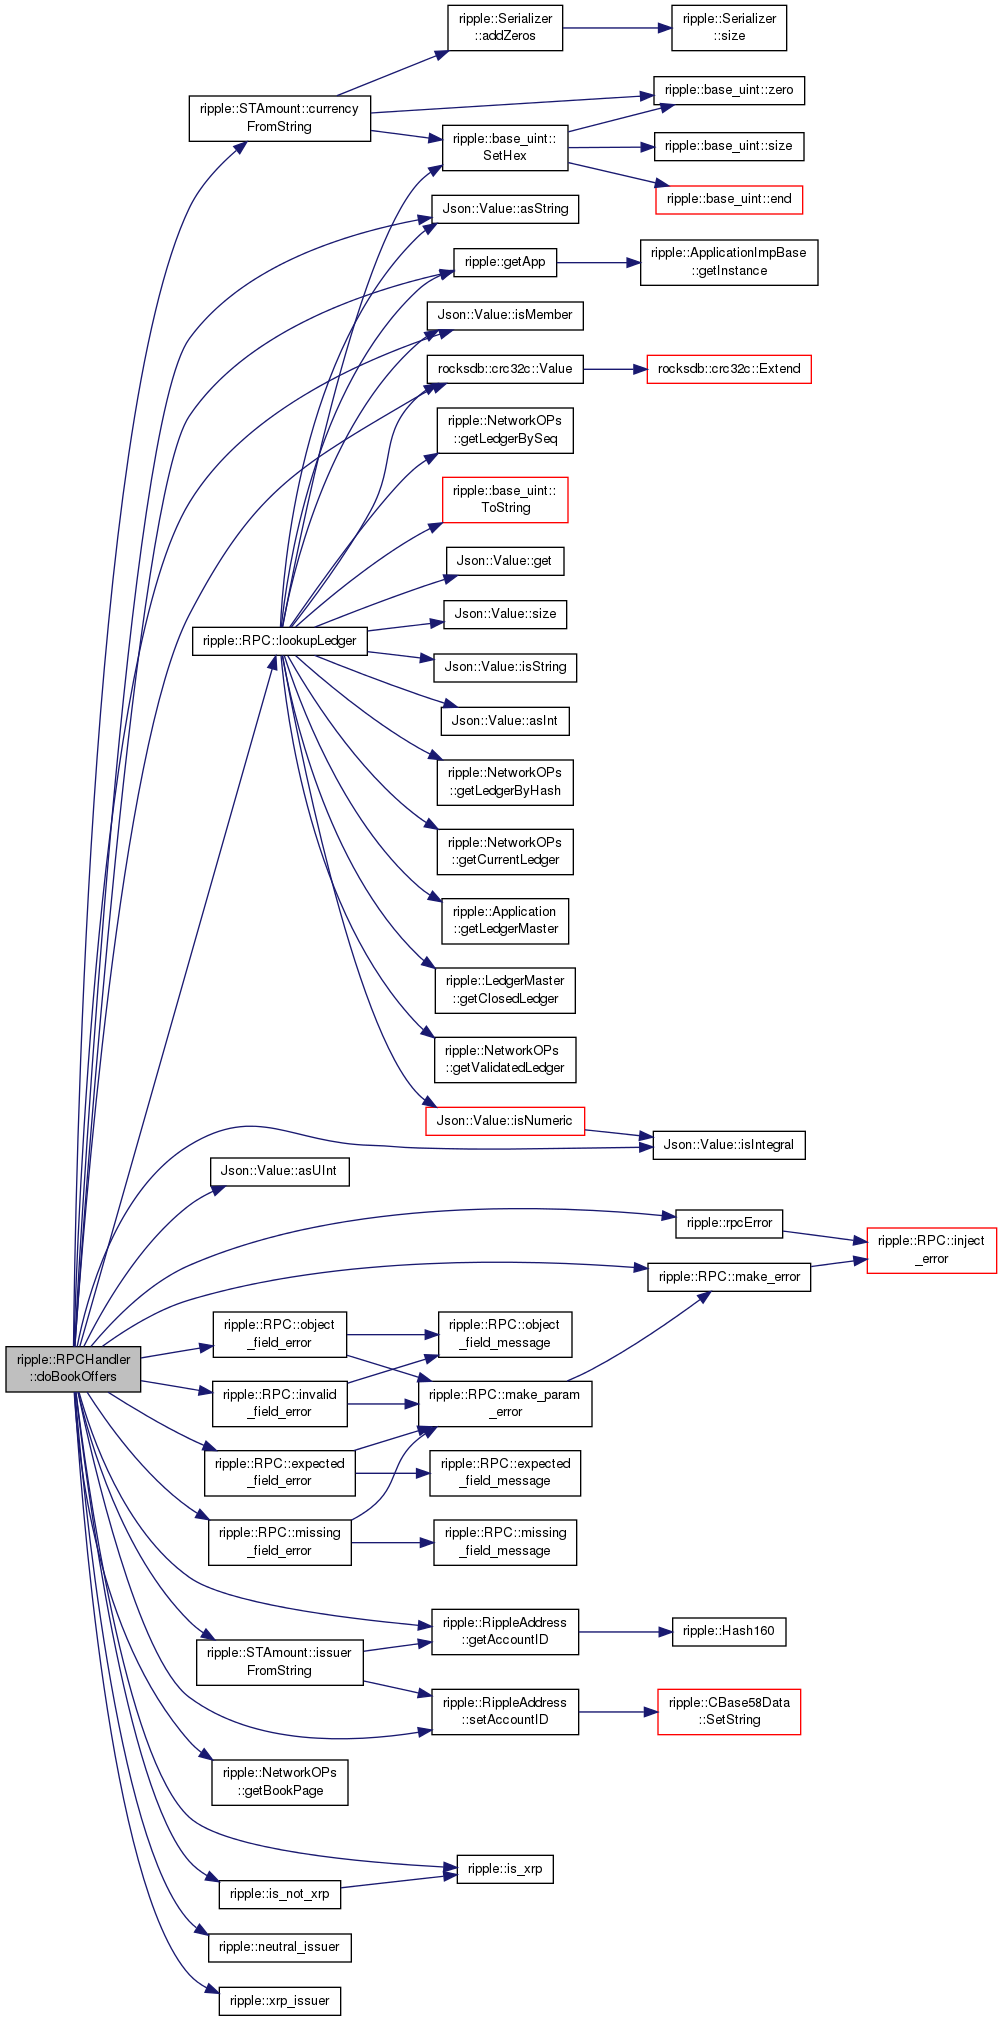 ripple::Serializer
::addZeros
ripple::Serializer
::size
ripple::STAmount::currency
FromString
ripple::base_uint::zero
ripple::base_uint::
SetHex
ripple::base_uint::size
ripple::base_uint::end
Json::Value::asString
ripple::getApp
ripple::ApplicationImpBase
::getInstance
Json::Value::isMember
rocksdb::crc32c::Value
rocksdb::crc32c::Extend
ripple::NetworkOPs
::getLedgerBySeq
ripple::base_uint::
ToString
Json::Value::get
Json::Value::size
ripple::RPC::lookupLedger
Json::Value::isString
Json::Value::asInt
ripple::NetworkOPs
::getLedgerByHash
ripple::NetworkOPs
::getCurrentLedger
ripple::Application
::getLedgerMaster
ripple::LedgerMaster
::getClosedLedger
ripple::NetworkOPs
::getValidatedLedger
Json::Value::isNumeric
Json::Value::isIntegral
Json::Value::asUInt
ripple::rpcError
ripple::RPC::inject
_error
ripple::RPC::make_error
ripple::RPC::object
_field_error
ripple::RPC::object
_field_message
ripple::RPCHandler
::doBookOffers
ripple::RPC::invalid
_field_error
ripple::RPC::make_param
_error
ripple::RPC::expected
_field_error
ripple::RPC::expected
_field_message
ripple::RPC::missing
_field_error
ripple::RPC::missing
_field_message
ripple::RippleAddress
::getAccountID
ripple::Hash160
ripple::STAmount::issuer
FromString
ripple::RippleAddress
::setAccountID
ripple::CBase58Data
::SetString
ripple::NetworkOPs
::getBookPage
ripple::is_xrp
ripple::is_not_xrp
ripple::neutral_issuer
ripple::xrp_issuer